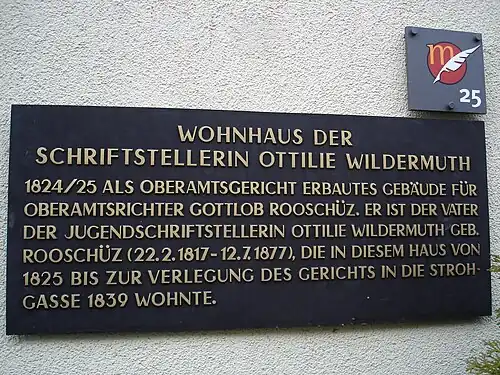 m
25
WOHNHAUS DER
SCHRIFTSTELLERIN OTTILIE WILDERMUTH
1824/25 ALS OBERAMTSGERICHT ERBAUTES GEBÄUDE FÜR
OBERAMTSRICHTER GOTTLOB ROOSCHÜZ. ER IST DER VATER
DER JUGENDSCHRIFTSTELLERIN OTTILIE WILDERMUTH GEB.
ROOSCHÜZ (22.2.1817-12.7.1877), DIE IN DIESEM HAUS VON
1825 BIS ZUR VERLEGUNG DES GERICHTS IN DIE STROH-
GASSE 1839 WOHNTE.